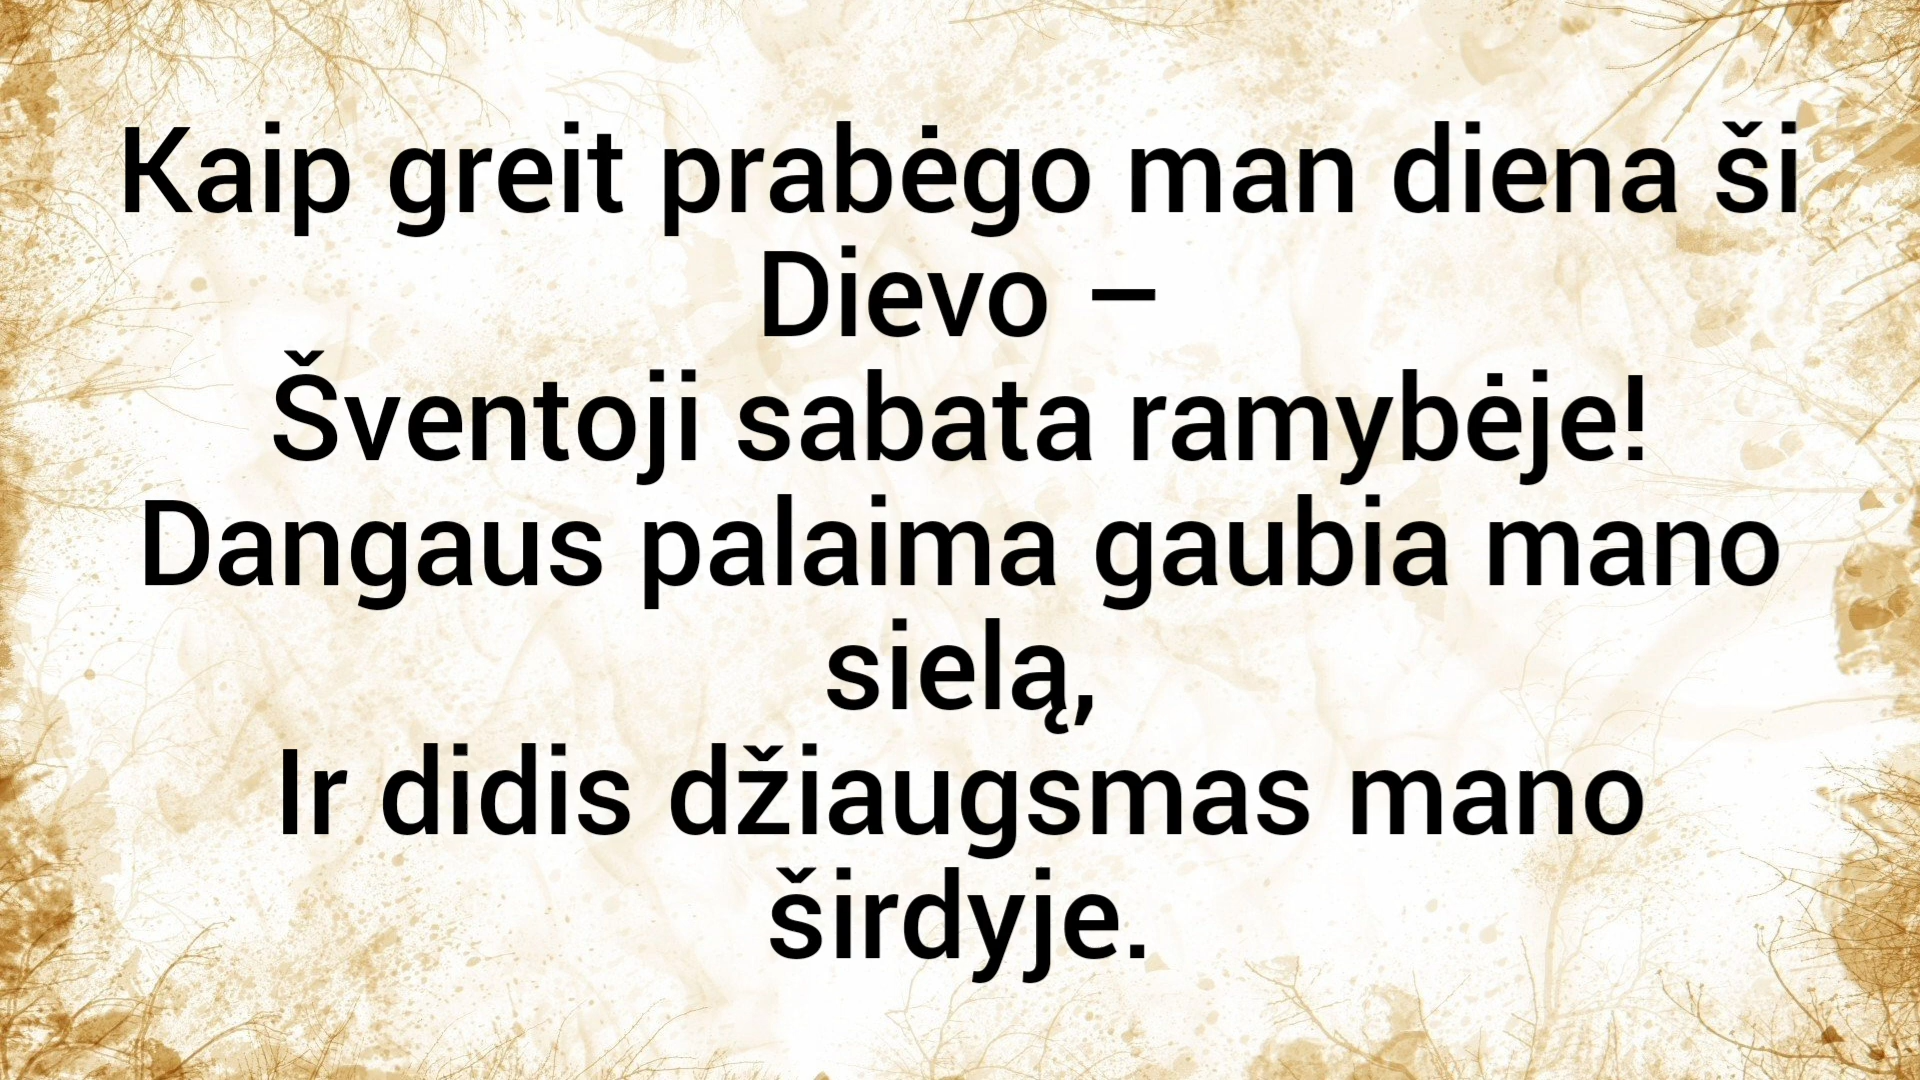 Kaip greit prabėgo man diena ši
Dievo –
Šventoji sabata ramybėje!
Dangaus palaima gaubia mano
sielą,
Ir didis džiaugsmas mano
širdyje.